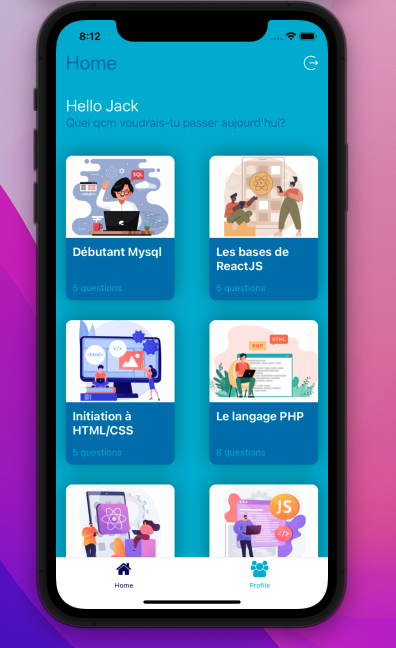 8:12
Home
Hello Jack
Quel qcm voudrais-tu passer aujourd'hui?
SQL
Débutant Mysql
5 questions
Les bases de
ReactJS
5 questions
<html>
</>
Initiation à
HTML/CSS
5 questions
PHP
HTML
Le langage PHP
8 questions
JS
</>
Home
Profile